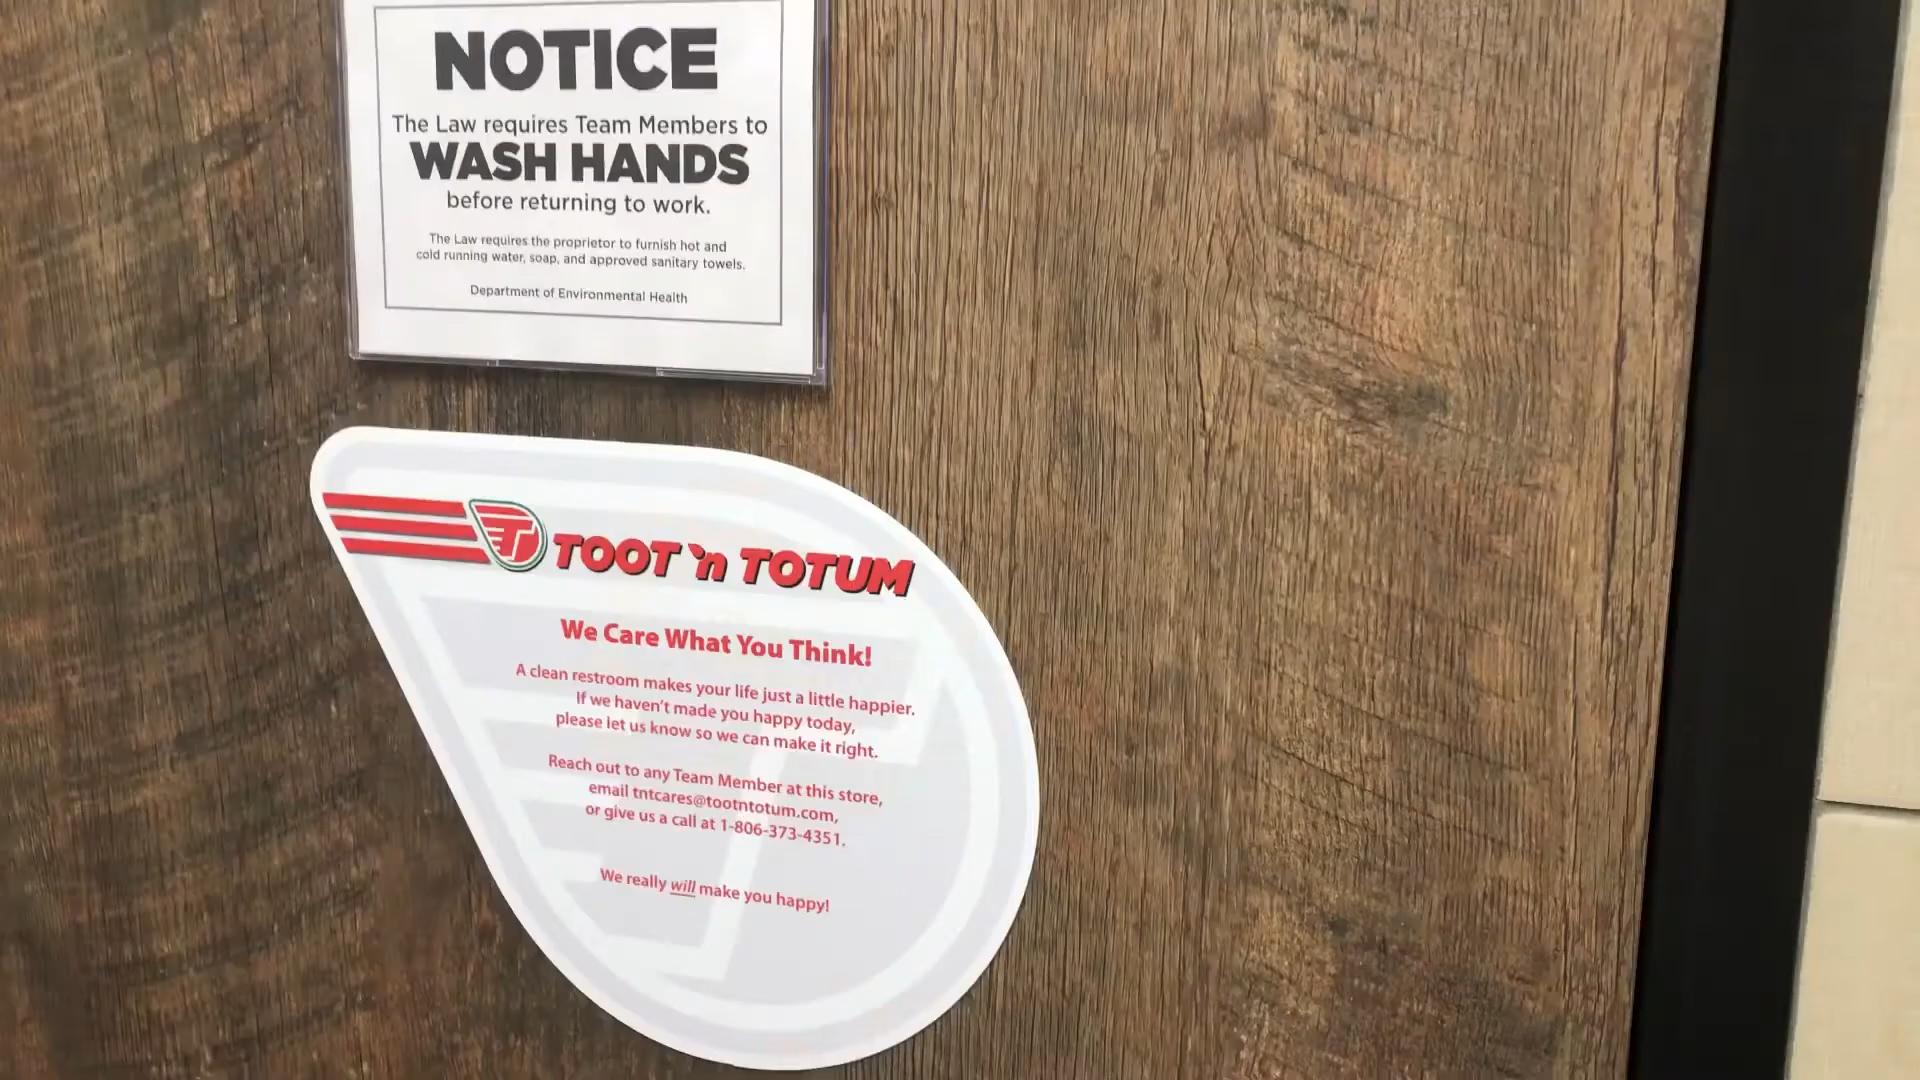 NOTICE
The Law requires Team Members to
WASH HANDS
before returning to work.
The Law requires the proprietor to furnish hot and
cold running water, soap, and approved sanitary towels.
Department of Environmental Health
T TOOT 'n TOTUM
We Care What You Think!
A clean restroom makes your life just a little happier.
If we haven't made you happy today,
please let us know so we can make it right.
Reach out to any Team Member at this store,
email tntcares@tootntotum.com,
or give us a call at 1-806-373-4351.
We really will make you happy!